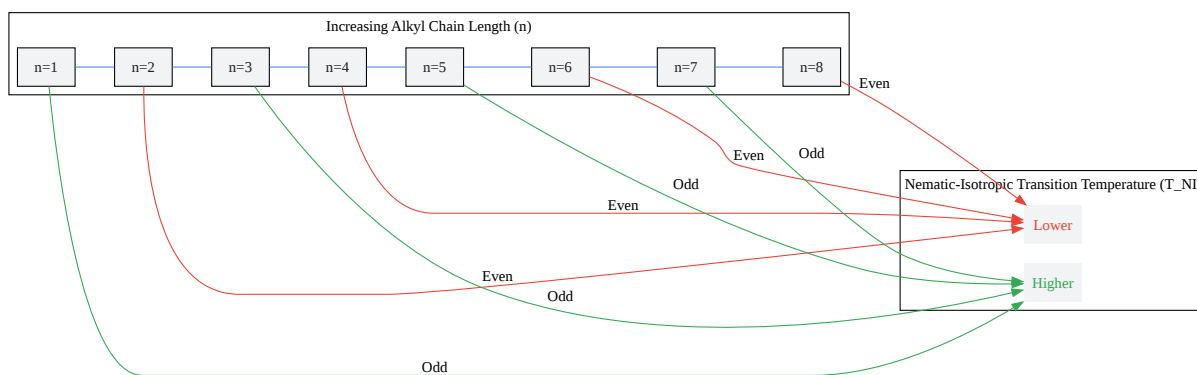 Increasing Alkyl Chain Length (n)
n=1
n=2
n=3
n=4
n=5
n=6
n=7
n=8
Even
Even
Odd
Odd
Even
Even
Odd
Odd
Nematic-Isotropic Transition Temperature (T_NI
Lower
Higher